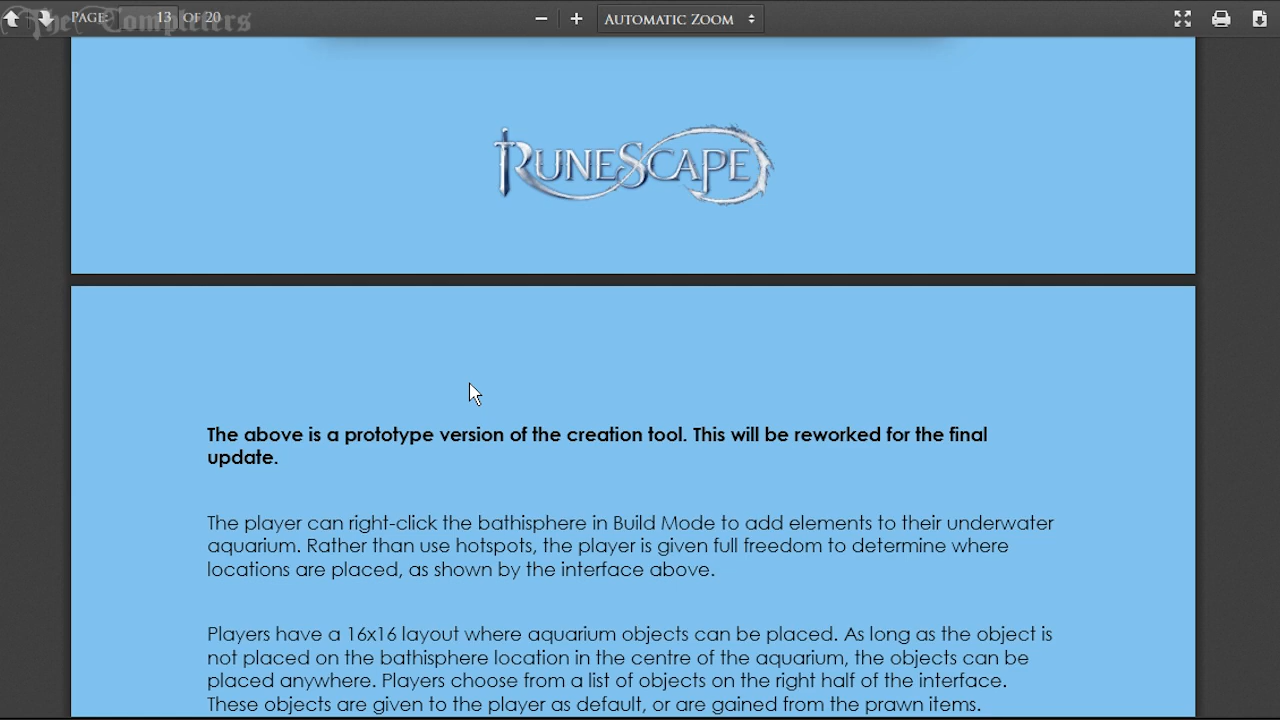 PAGE: 13 OF 20
AUTOMATIC ZOOM
The Completers
RUNESCAPE
The above is a prototype version of the creation tool. This will be reworked for the final
update.
The player can right-click the bathisphere in Build Mode to add elements to their underwater
aquarium. Rather than use hotspots, the player is given full freedom to determine where
locations are placed, as shown by the interface above.
Players have a 16x16 layout where aquarium objects can be placed. As long as the object is
not placed on the bathisphere location in the centre of the aquarium, the objects can be
placed anywhere. Players choose from a list of objects on the right half of the interface.
These objects are given to the player as default, or are gained from the prawn items.